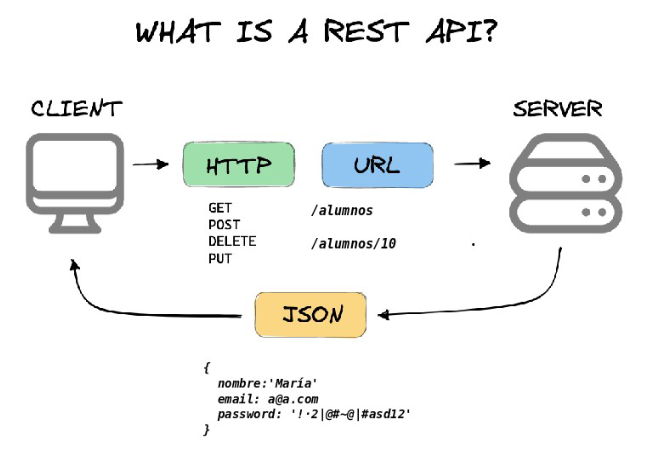 WHAT IS A REST API?
CLIENT
SERVER
HTTP
URL
GET
/alumnos
POST
DELETE
/alumnos/10
.
PUT
JSON
{
nombre:'María'
email: a@a.com
password: '!·2|@#~@|#asd12'
}